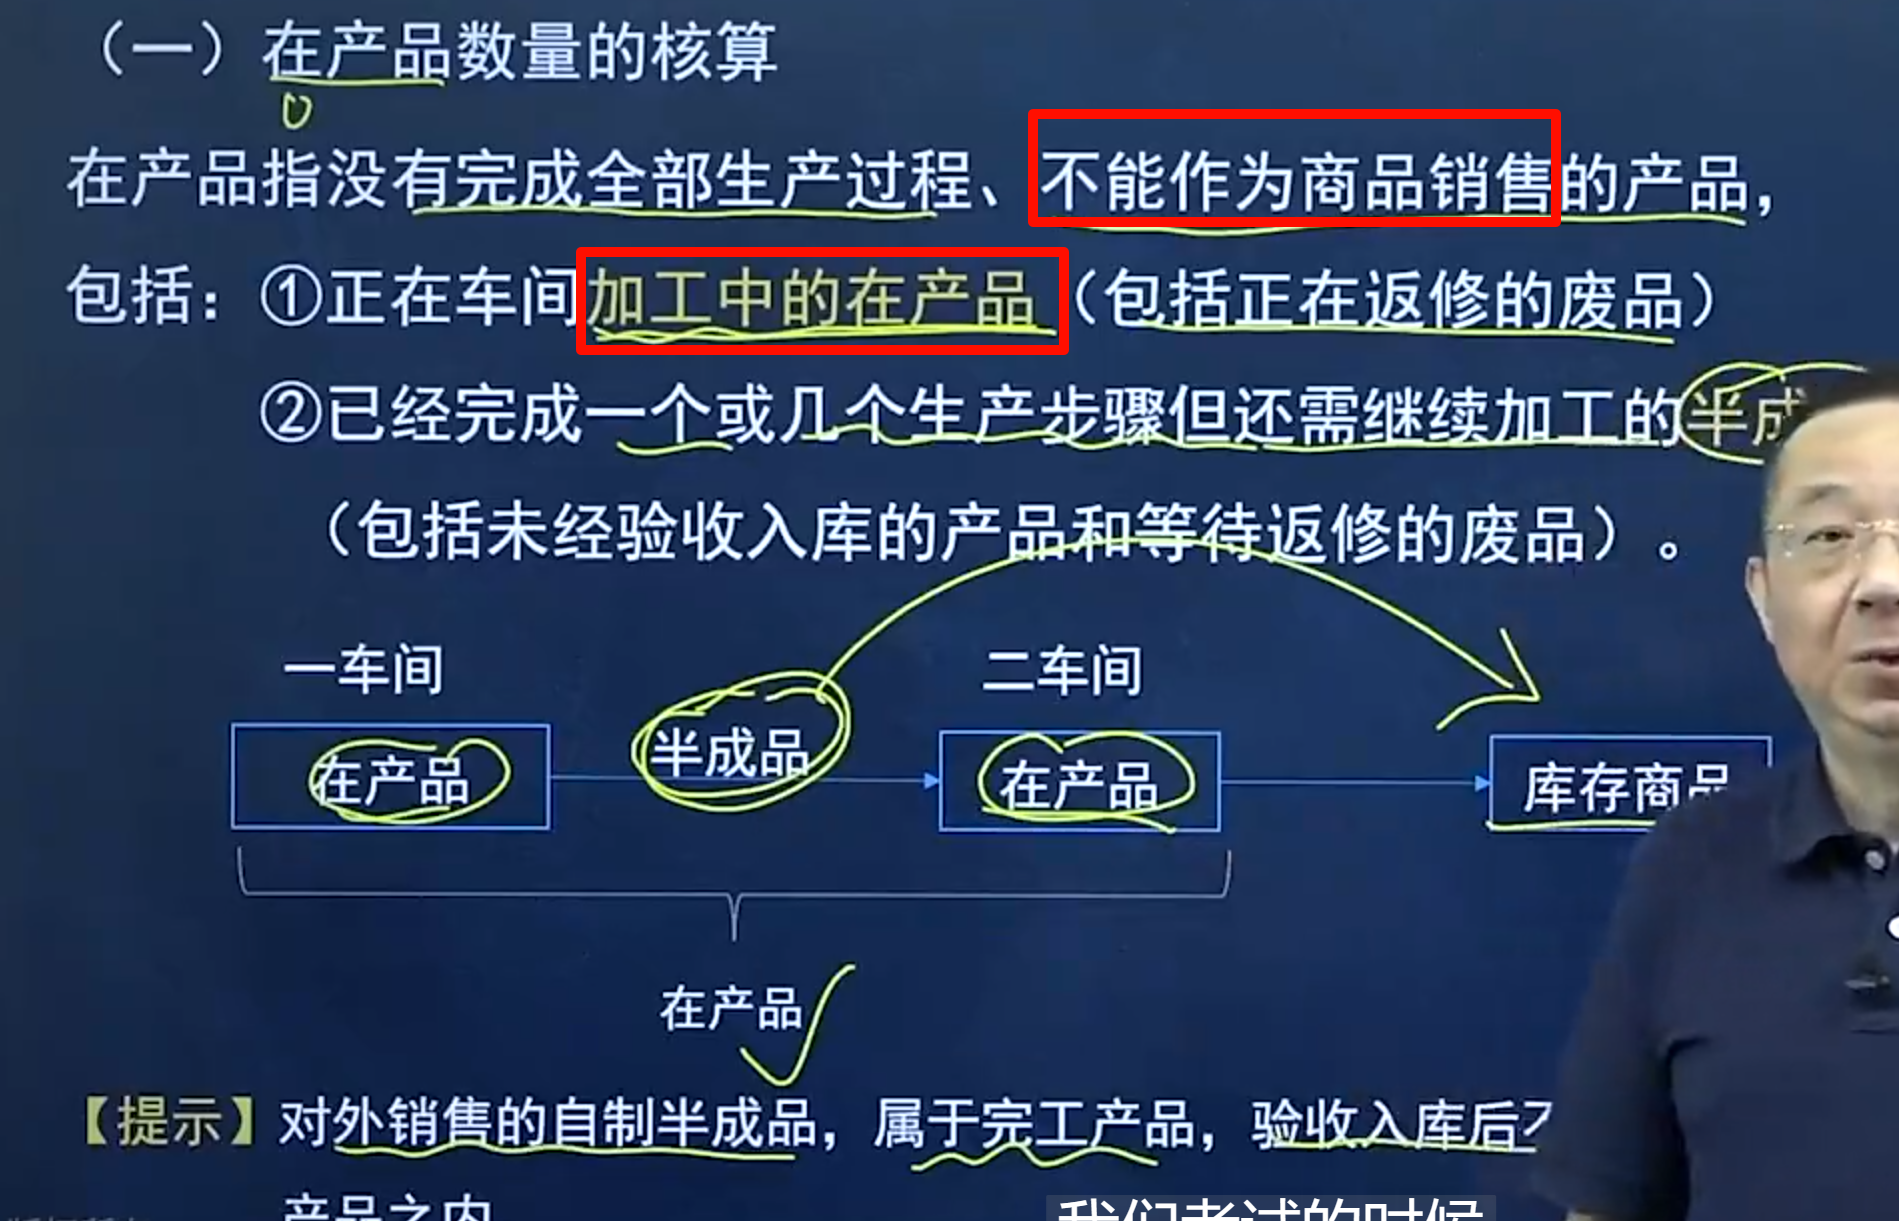 （一）在产品数量的核算
在产品指没有完成全部生产过程、不能作为商品销售的产品，
包括：①正在车间加工中的在产品（包括正在返修的废品）
②已经完成一个或几个生产步骤但还需继续加工的半成
（包括未经验收入库的产品和等待返修的废品）。
一车间 二车间
在产品 半成品 在产品 库存商品
在产品
【提示】对外销售的自制半成品，属于完工产品，验收入库后不
产品之内
我们考试的时候